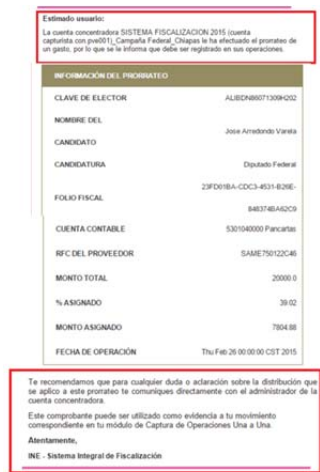 Estimado usuario:
La cuenta concentradora SISTEMA FISCALIZACION 2015 (cuenta
capturista con pve001)_Campaña Federal_Chiapas le ha efectuado el prorrateo de
un gasto, por lo que se le informa que debe ser registrado en sus operaciones.
INFORMACIÓN DEL PRORRATEO
CLAVE DE ELECTOR ALIBDN86071309H202
NOMBRE DEL CANDIDATO Jose Arredondo Varela
CANDIDATURA Diputado Federal
FOLIO FISCAL 23FD01BA-CDC3-4531-B26E-
846374BA62C9
CUENTA CONTABLE 5301040000 Pancartas
RFC DEL PROVEEDOR SAME750122C46
MONTO TOTAL 20000.0
% ASIGNADO 39.02
MONTO ASIGNADO 7804.88
FECHA DE OPERACIÓN Thu Feb 26 00:00:00 CST 2015
Te recomendamos que para cualquier duda o aclaración sobre la distribución que
se aplico a este prorrateo te comuniques directamente con el administrador de la
cuenta concentradora.
Este comprobante puede ser utilizado como evidencia a tu movimiento
correspondiente en tu módulo de Captura de Operaciones Una a Una.
Atentamente,
INE - Sistema Integral de Fiscalización